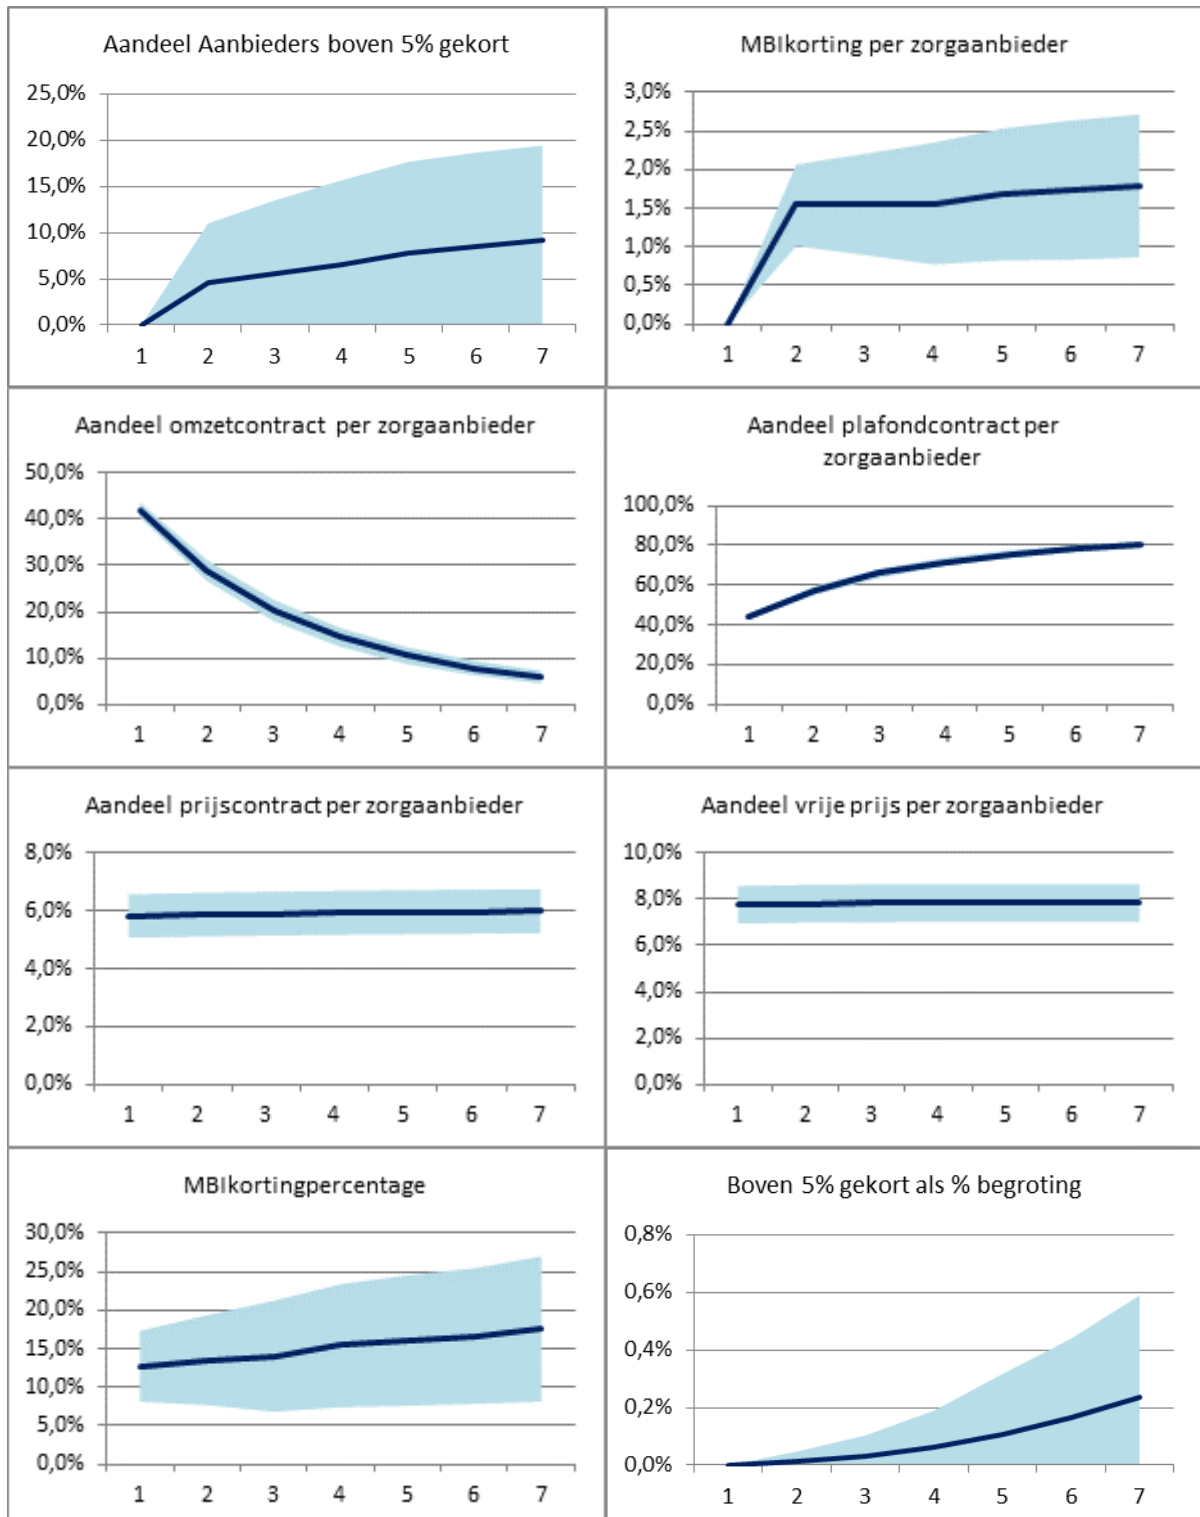 Aandeel Aanbieders boven 5% gekort
25,0%
20,0%
15,0%
10,0%
5,0%
0,0%
1 2 3 4 5 6 7
MBIkorting per zorgaanbieder
3,0%
2,5%
2,0%
1,5%
1,0%
0,5%
0,0%
1 2 3 4 5 6 7
Aandeel omzetcontract per zorgaanbieder
50,0%
40,0%
30,0%
20,0%
10,0%
0,0%
1 2 3 4 5 6 7
Aandeel plafondcontract per
zorgaanbieder
100,0%
80,0%
60,0%
40,0%
20,0%
0,0%
1 2 3 4 5 6 7
Aandeel prijscontract per zorgaanbieder
8,0%
6,0%
4,0%
2,0%
0,0%
1 2 3 4 5 6 7
Aandeel vrije prijs per zorgaanbieder
10,0%
8,0%
6,0%
4,0%
2,0%
0,0%
1 2 3 4 5 6 7
MBIkortingpercentage
30,0%
25,0%
20,0%
15,0%
10,0%
5,0%
0,0%
1 2 3 4 5 6 7
Boven 5% gekort als % begroting
0,8%
0,6%
0,4%
0,2%
0,0%
1 2 3 4 5 6 7